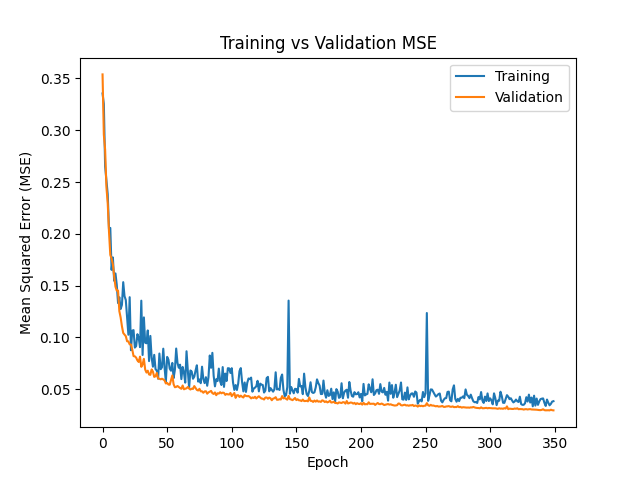 Training vs Validation MSE
Training
Validation
Mean Squared Error (MSE)
0.35
0.30
0.25
0.20
0.15
0.10
0.05
0 50 100 150 200 250 300 350
Epoch